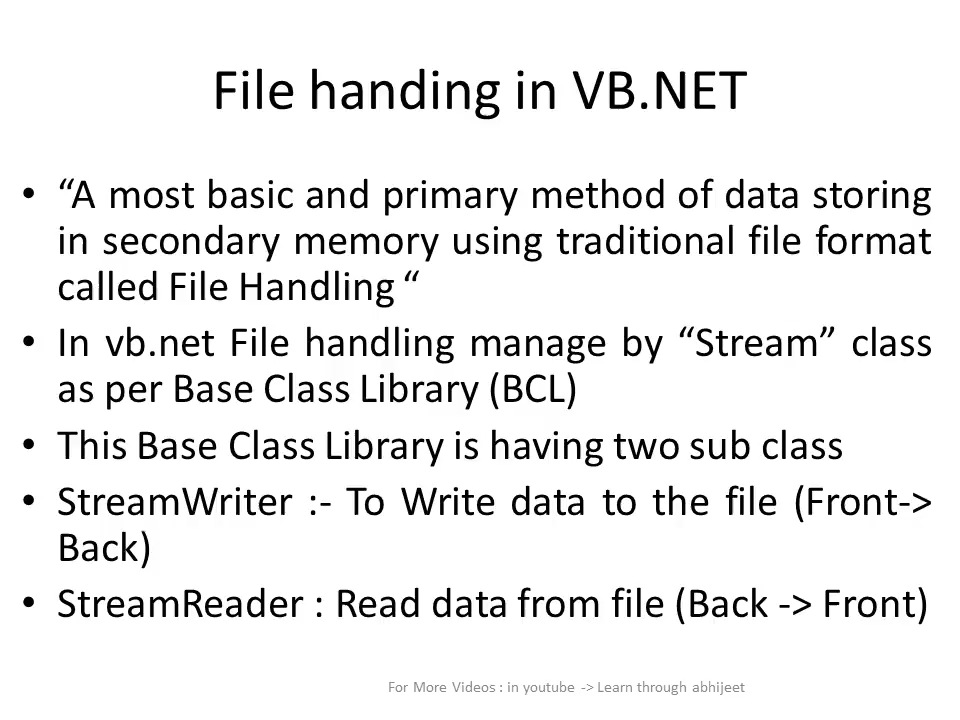 File handing in VB.NET
• “A most basic and primary method of data storing
in secondary memory using traditional file format
called File Handling “
• In vb.net File handling manage by “Stream” class
as per Base Class Library (BCL)
• This Base Class Library is having two sub class
• StreamWriter :- To Write data to the file (Front->
Back)
• StreamReader : Read data from file (Back -> Front)
For More Videos : in youtube -> Learn through abhijeet